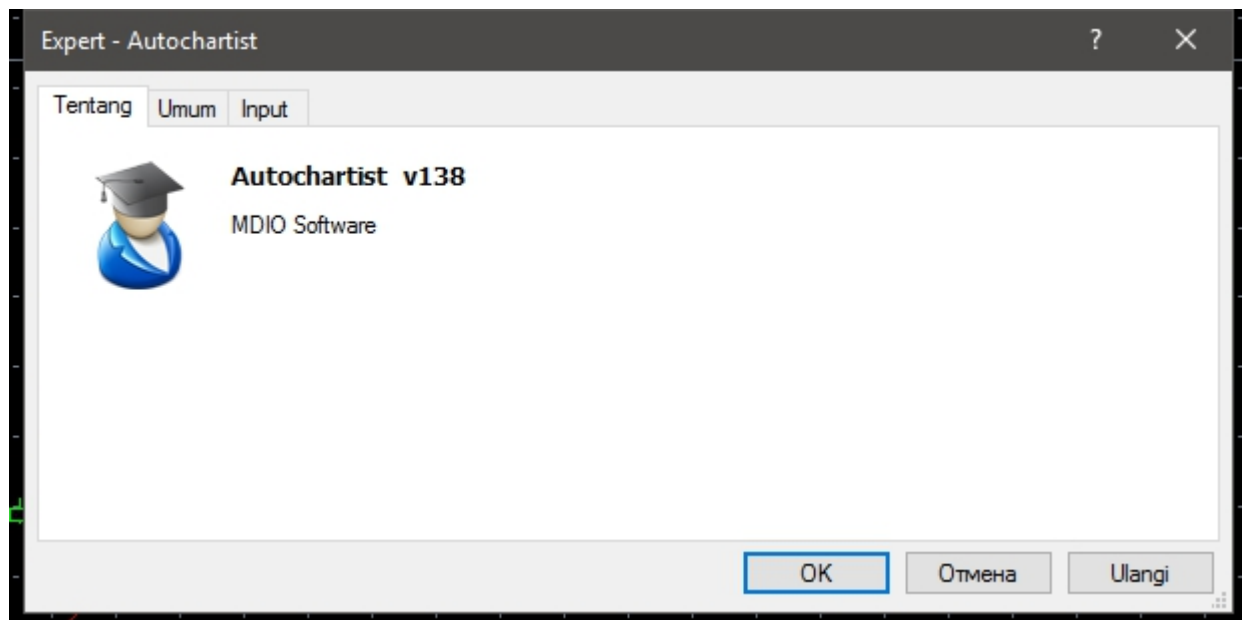 Expert - Autochartist ?
Tentang Umum Input
Autochartist v138
MDIO Software
OK Отмена Ulangi